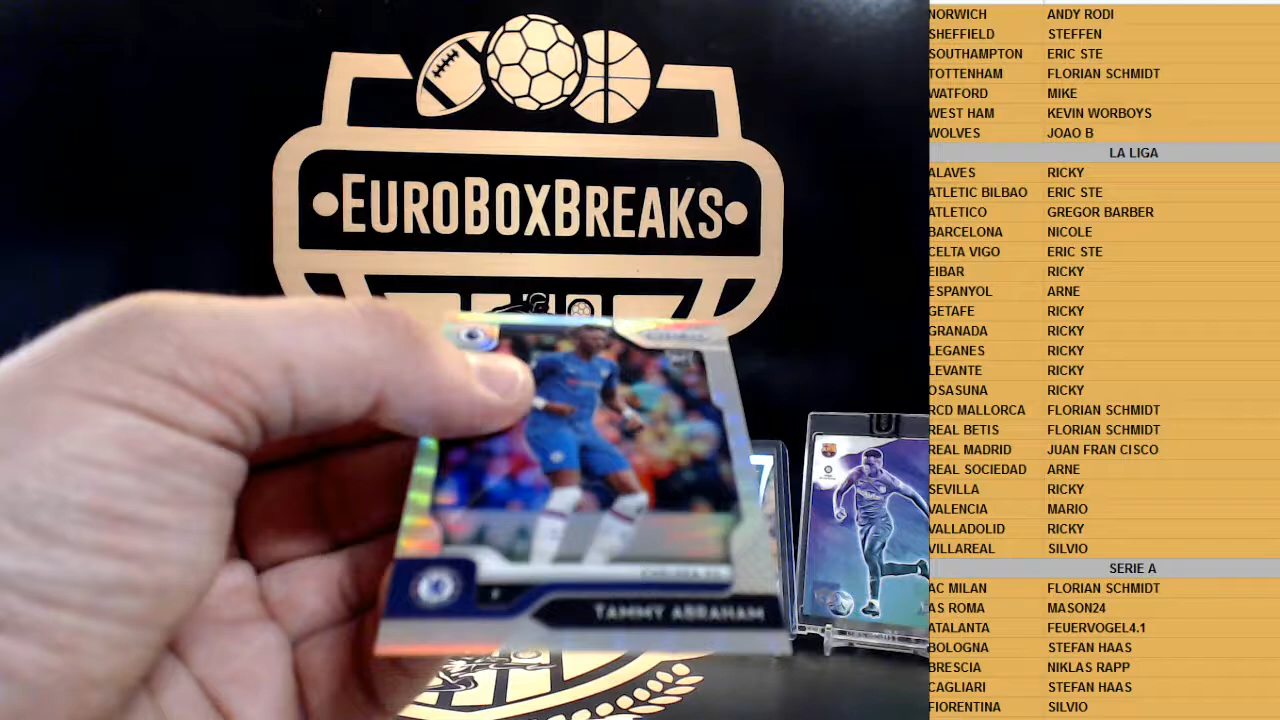 EUROBOXBREAKS
TAMMY ABRAHAM
NORWICH ANDY RODI
SHEFFIELD STEFFEN
SOUTHAMPTON ERIC STE
TOTTENHAM FLORIAN SCHMIDT
WATFORD MIKE
WEST HAM KEVIN WORBOYS
WOLVES JOAO B
LA LIGA
ALAVES RICKY
ATLETIC BILBAO ERIC STE
ATLETICO GREGOR BARBER
BARCELONA NICOLE
CELTA VIGO ERIC STE
EIBAR RICKY
ESPANYOL ARNE
GETAFE RICKY
GRANADA RICKY
LEGANES RICKY
LEVANTE RICKY
OSASUNA RICKY
RCD MALLORCA FLORIAN SCHMIDT
REAL BETIS FLORIAN SCHMIDT
REAL MADRID JUAN FRAN CISCO
REAL SOCIEDAD ARNE
SEVILLA RICKY
VALENCIA MARIO
VALLADOLID RICKY
VILLAREAL SILVIO
SERIE A
AC MILAN FLORIAN SCHMIDT
AS ROMA MASON24
ATALANTA FEUERVOGEL4.1
BOLOGNA STEFAN HAAS
BRESCIA NIKLAS RAPP
CAGLIARI STEFAN HAAS
FIORENTINA SILVIO